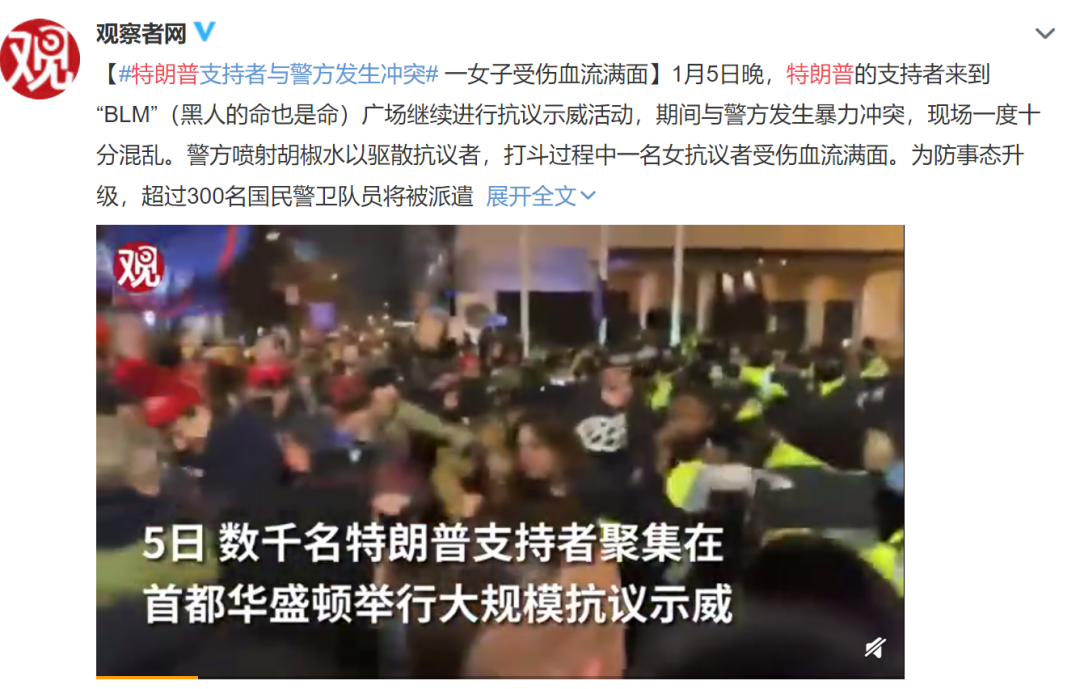 观
观察者网
【#特朗普支持者与警方发生冲突# 一女子受伤血流满面】1月5日晚，特朗普的支持者来到
“BLM”（黑人的命也是命）广场继续进行抗议示威活动，期间与警方发生暴力冲突，现场一度十
分混乱。警方喷射胡椒水以驱散抗议者，打斗过程中一名女抗议者受伤血流满面。为防事态升
级，超过300名国民警卫队员将被派遣 展开全文
观
5日 数千名特朗普支持者聚集在
首都华盛顿举行大规模抗议示威